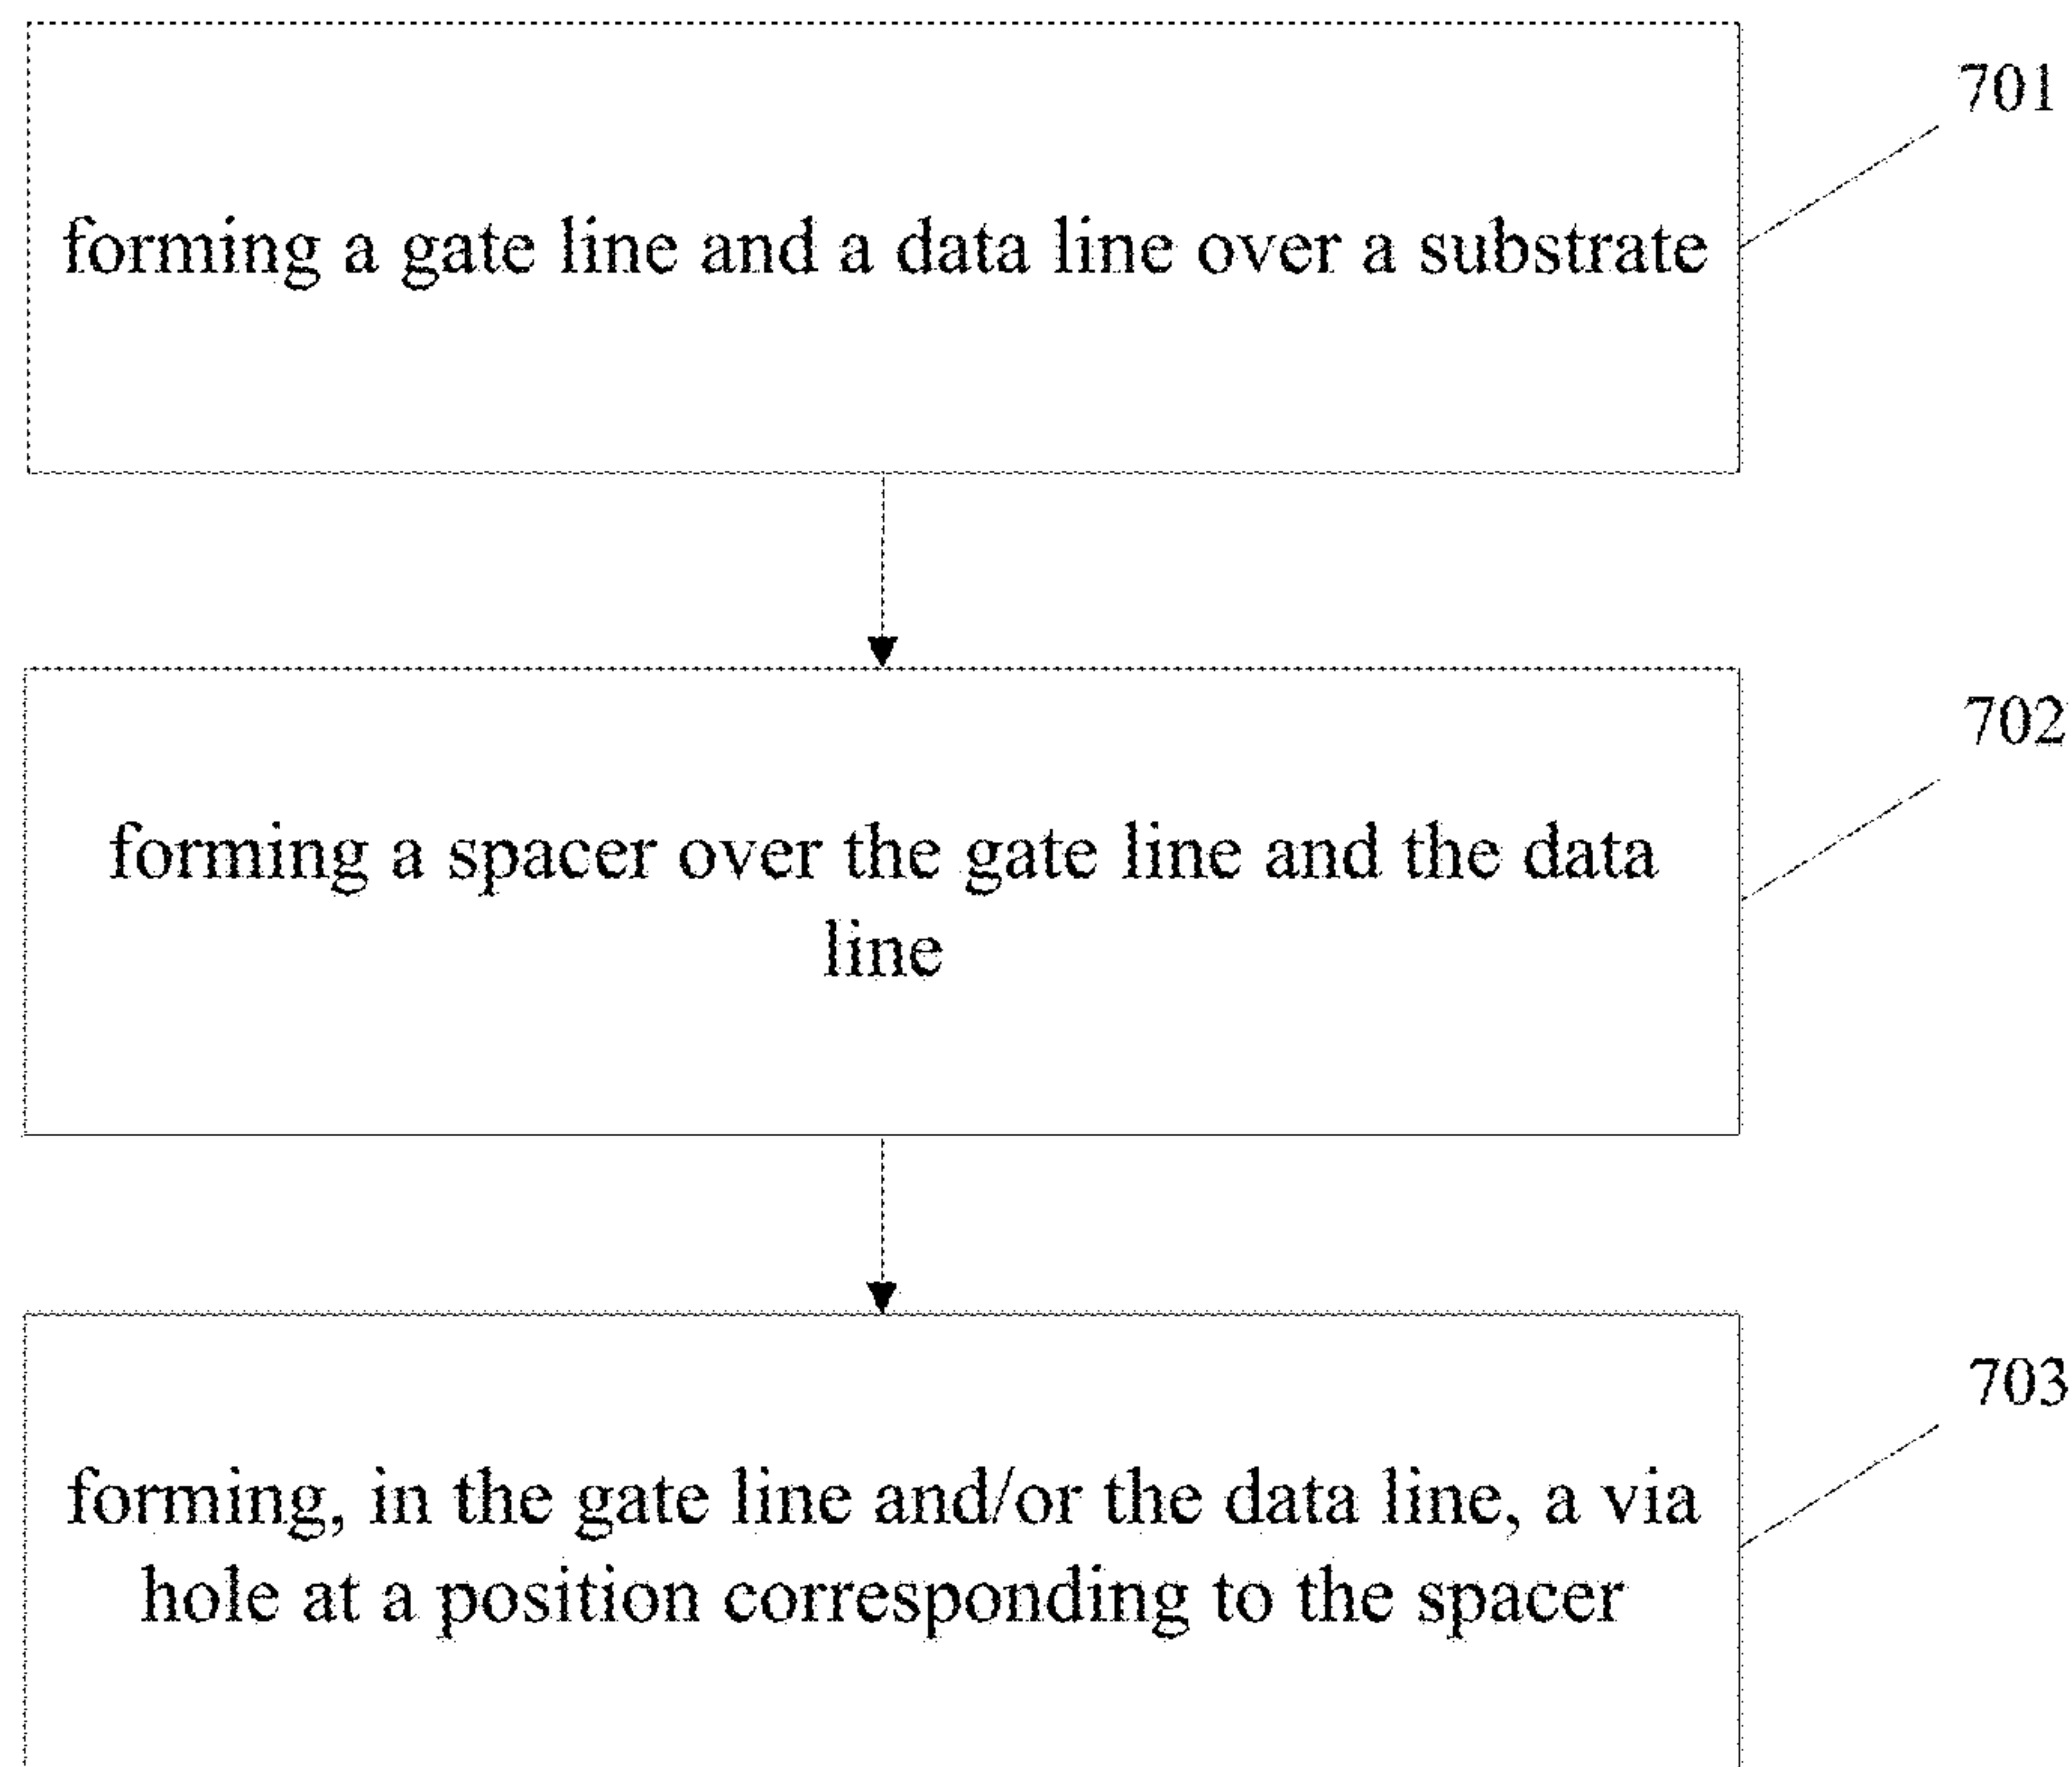 701
forming a gate line and a data line over a substrate
702
forming a spacer over the gate line and the data
line
703
forming, in the gate line and/or the data line, a via
hole at a position corresponding to the spacer